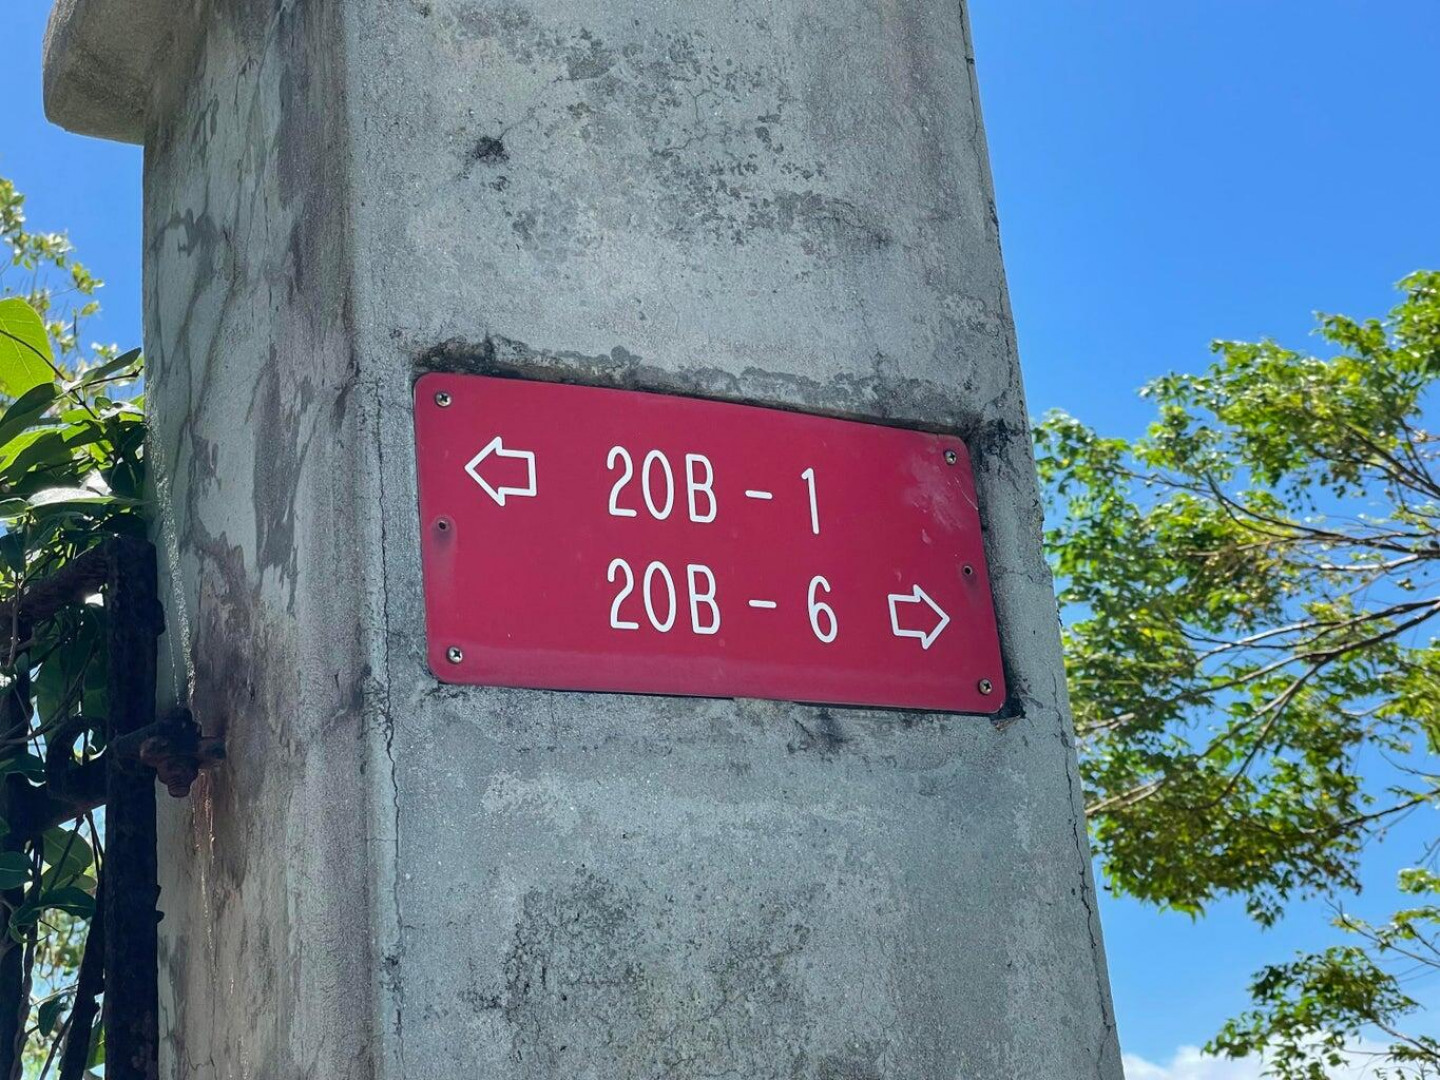 ⇦ 20B - 1
20B - 6 ⇨